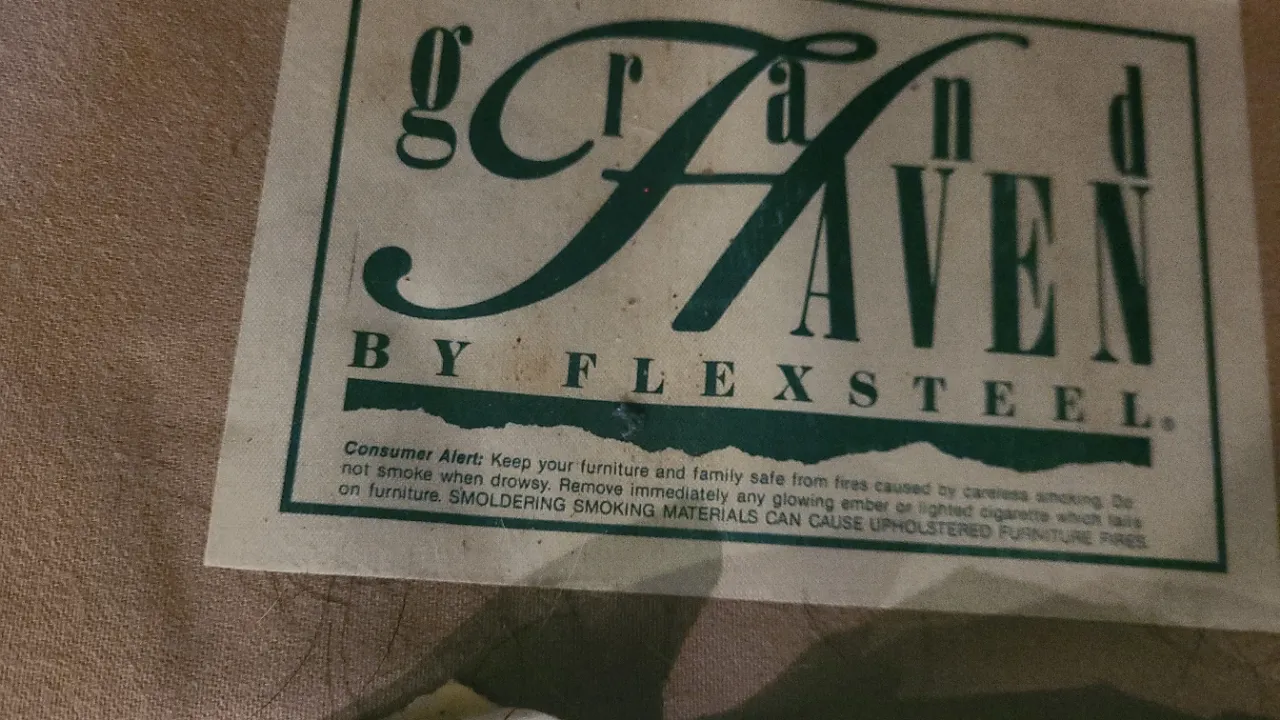 grand
HAVEN
BY FLEXSTEEL®
Consumer Alert: Keep your furniture and family safe from fires caused by careless smoking. Do
not smoke when drowsy. Remove immediately any glowing ember or lighted cigarette which falls
on furniture. SMOLDERING SMOKING MATERIALS CAN CAUSE UPHOLSTERED FURNITURE FIRES.